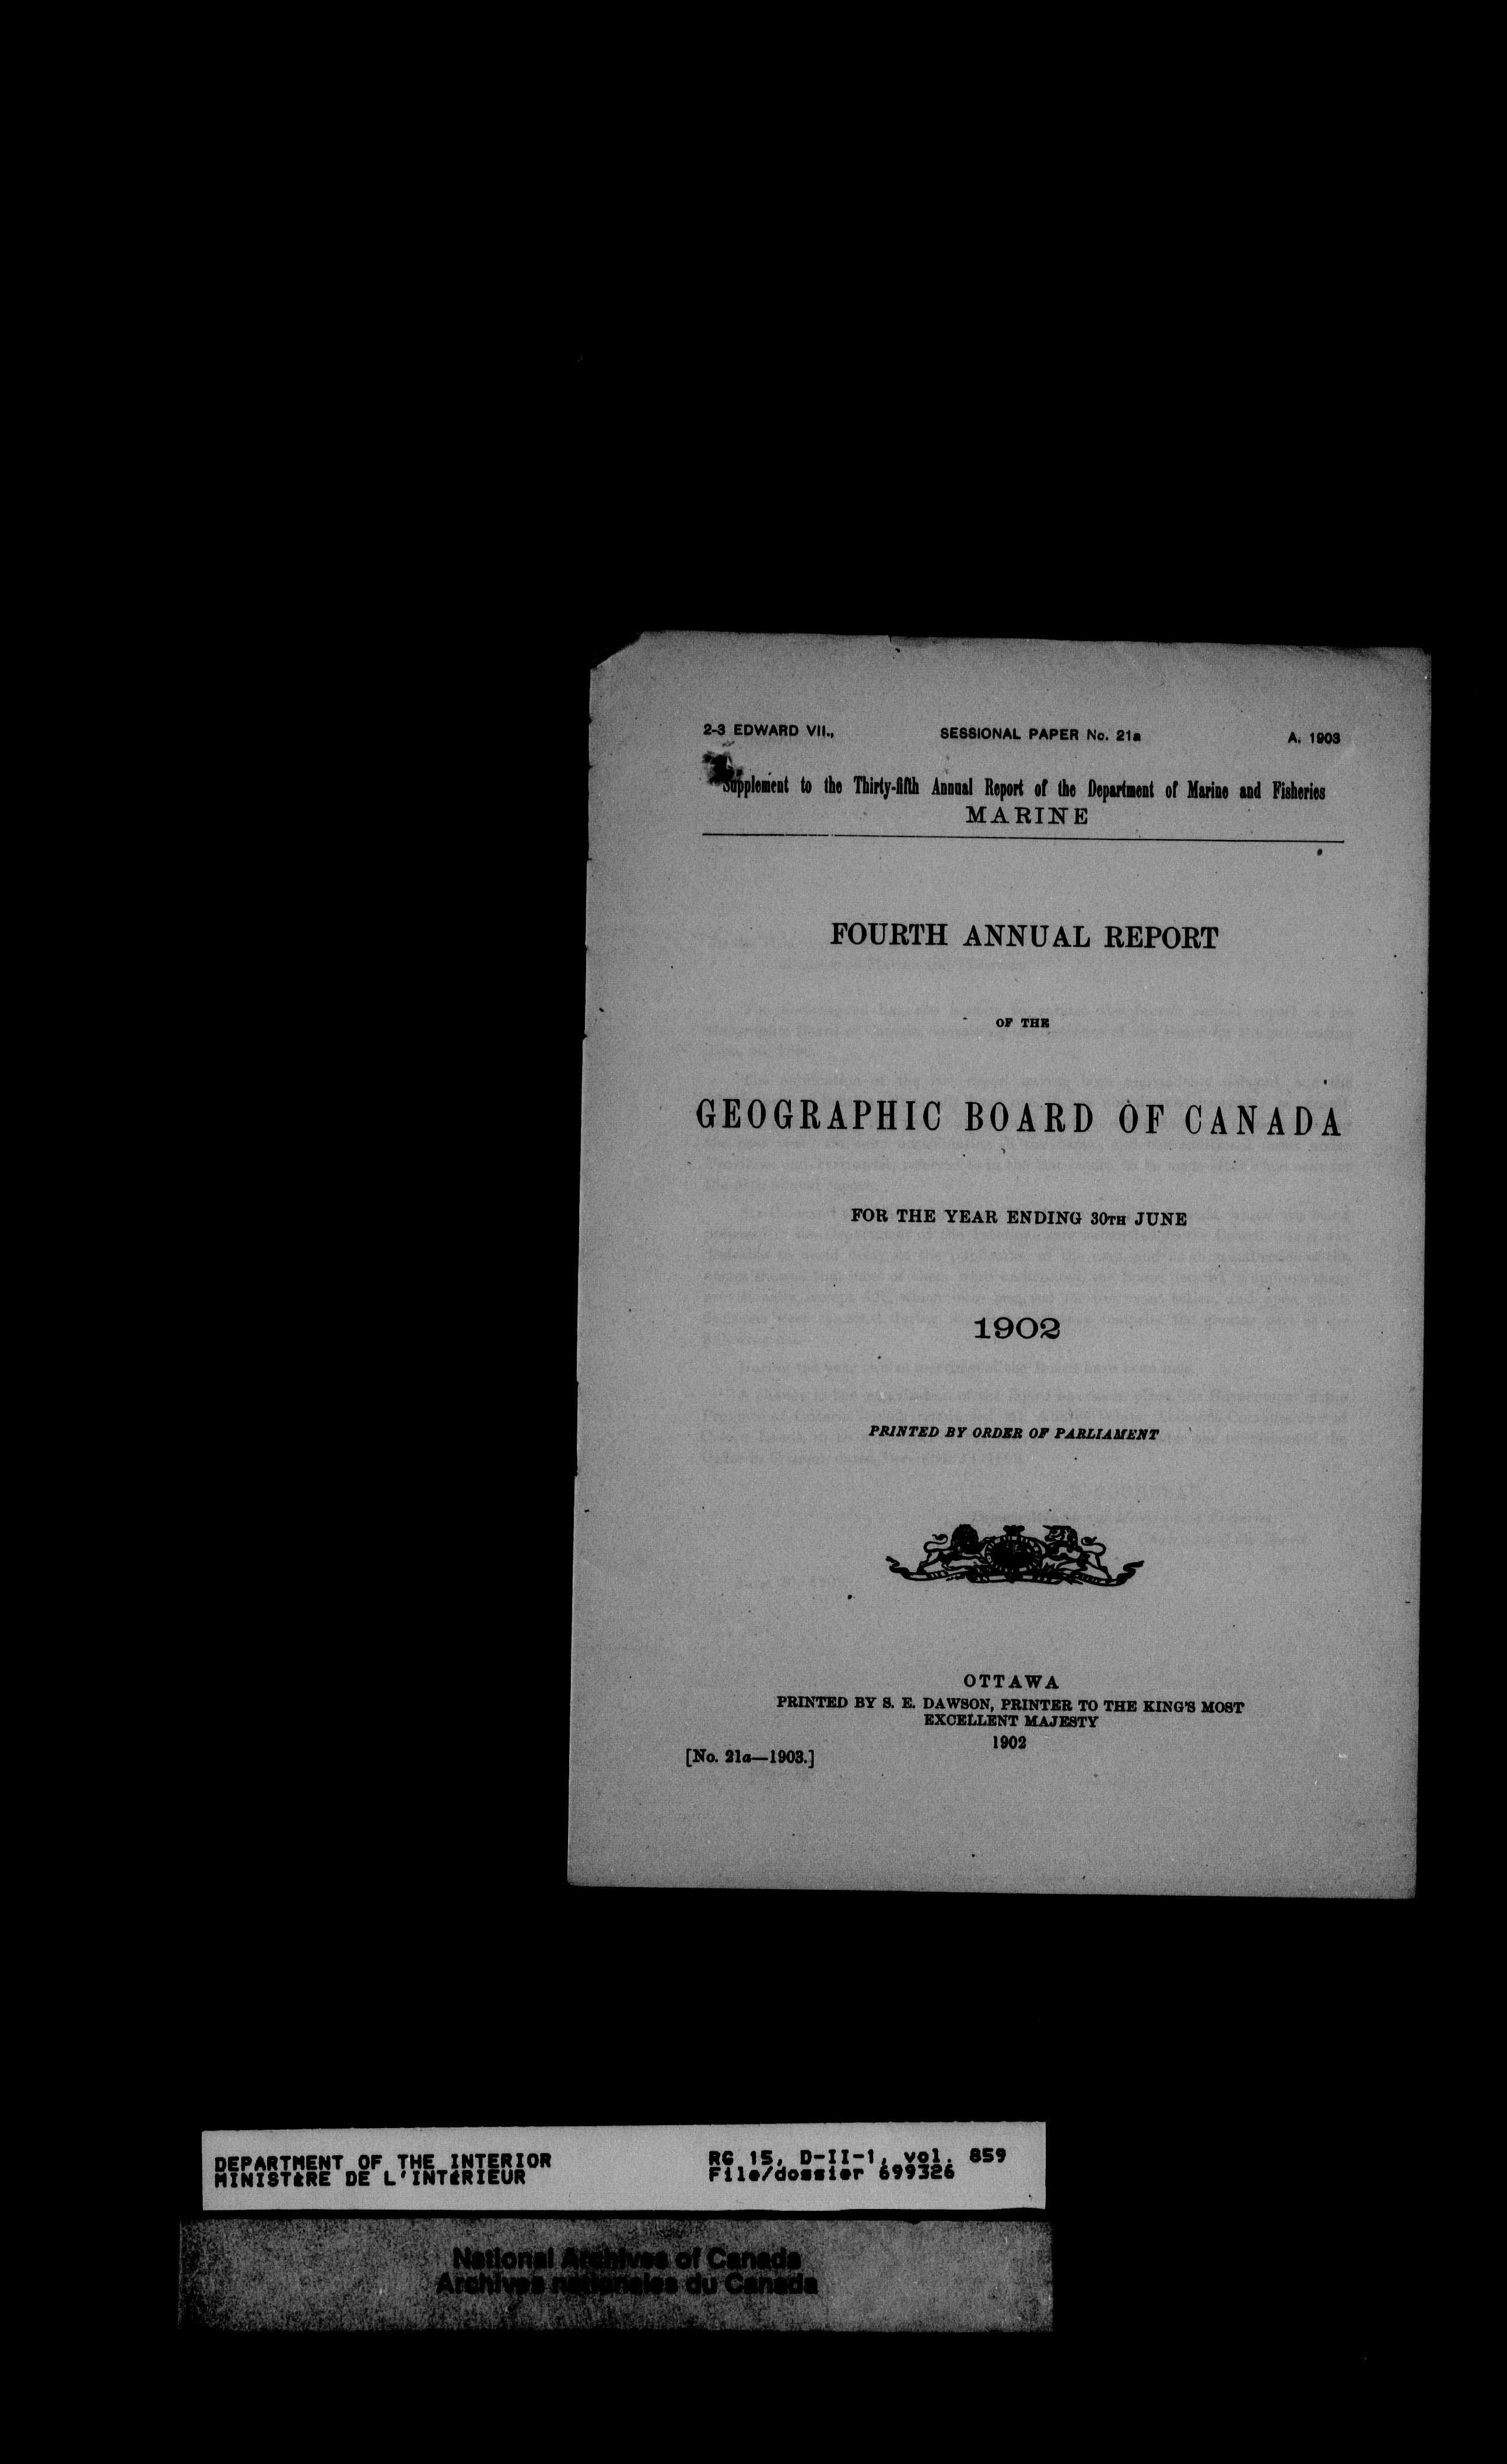 2-3 EDWARD VII., SESSIONAL PAPER No. 21a A. 1903
Supplement to the Thirty-fifth Annual Report of the Department of Marine and Fisheries
MARINE
FOURTH ANNUAL REPORT
OF THE
GEOGRAPHIC BOARD OF CANADA
FOR THE YEAR ENDING 30TH JUNE
1902
PRINTED BY ORDER OF PARLIAMENT
OTTAWA
PRINTED BY S. E. DAWSON, PRINTER TO THE KING'S MOST
EXCELLENT MAJESTY
1902
[No. 21a—1903.]
DEPARTMENT OF THE INTERIOR RG 15, D-II-1, vol. 859
MINISTÈRE DE L'INTÉRIEUR File/dossier 699326
National Archives of Canada
Archives nationales du Canada